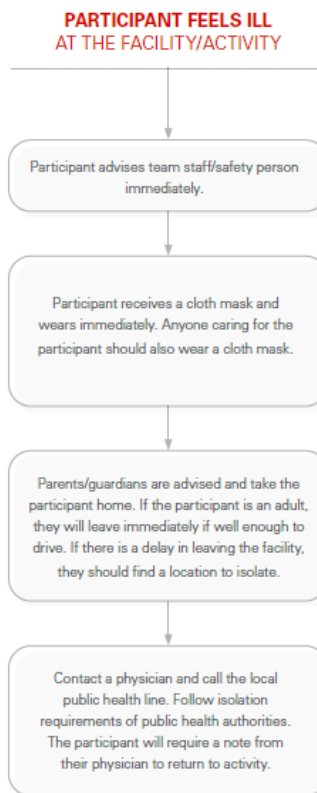 PARTICIPANT FEELS ILL
AT THE FACILITY/ACTIVITY
Participant advises team staff/safety person
immediately.
Participant receives a cloth mask and
wears immediately. Anyone caring for the
participant should also wear a cloth mask.
Parents/guardians are advised and take the
participant home. If the participant is an adult,
they will leave immediately if well enough to
drive. If there is a delay in leaving the facility,
they should find a location to isolate.
Contact a physician and call the local
public health line. Follow isolation
requirements of public health authorities.
The participant will require a note from
their physician to return to activity.